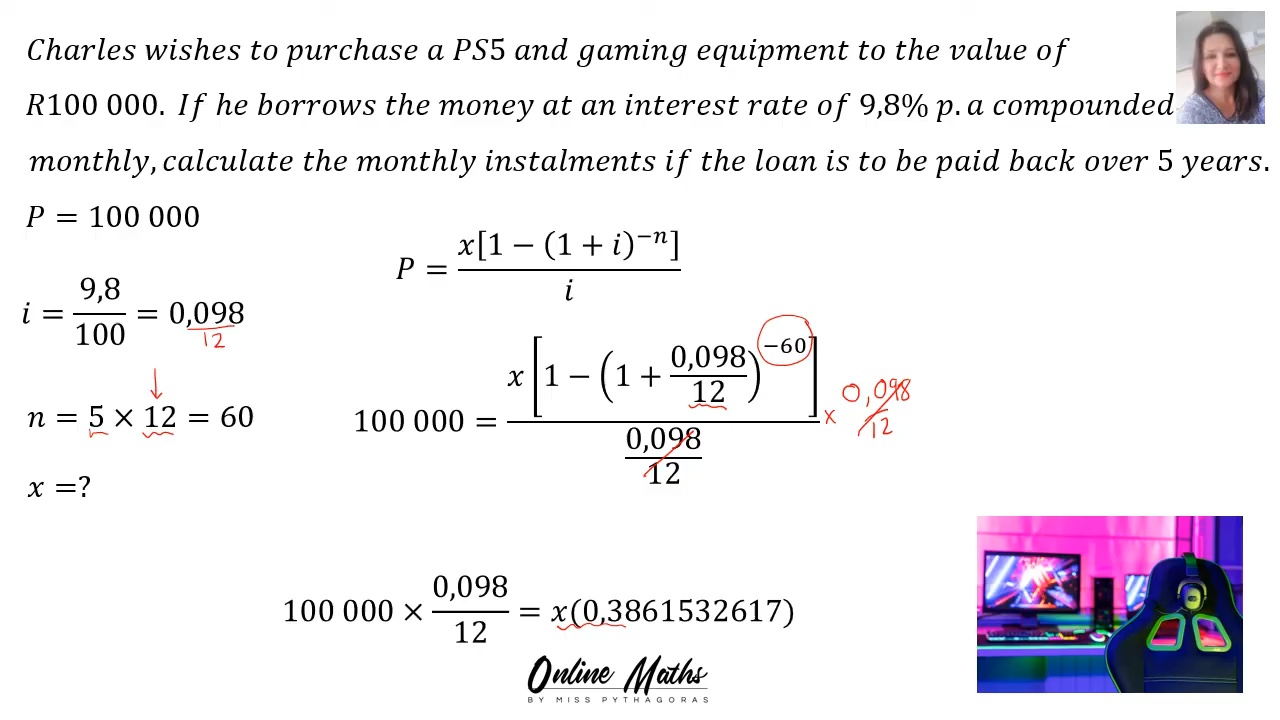 Charles wishes to purchase a PS5 and gaming equipment to the value of
R100 000. If he borrows the money at an interest rate of 9,8% p.a compounded
monthly, calculate the monthly instalments if the loan is to be paid back over 5 years.
P = 100 000
P = x[1 − (1 + i)^−n] / i
i = 9,8/100 = 0,098
12
n = 5 × 12 = 60
100 000 = x[1 − (1 + 0,098/12)^−60] / (0,098/12) × 0,098/12
x =?
100 000 × 0,098/12 = x(0,3861532617)
Online Maths
BY MISS PYTHAGORAS